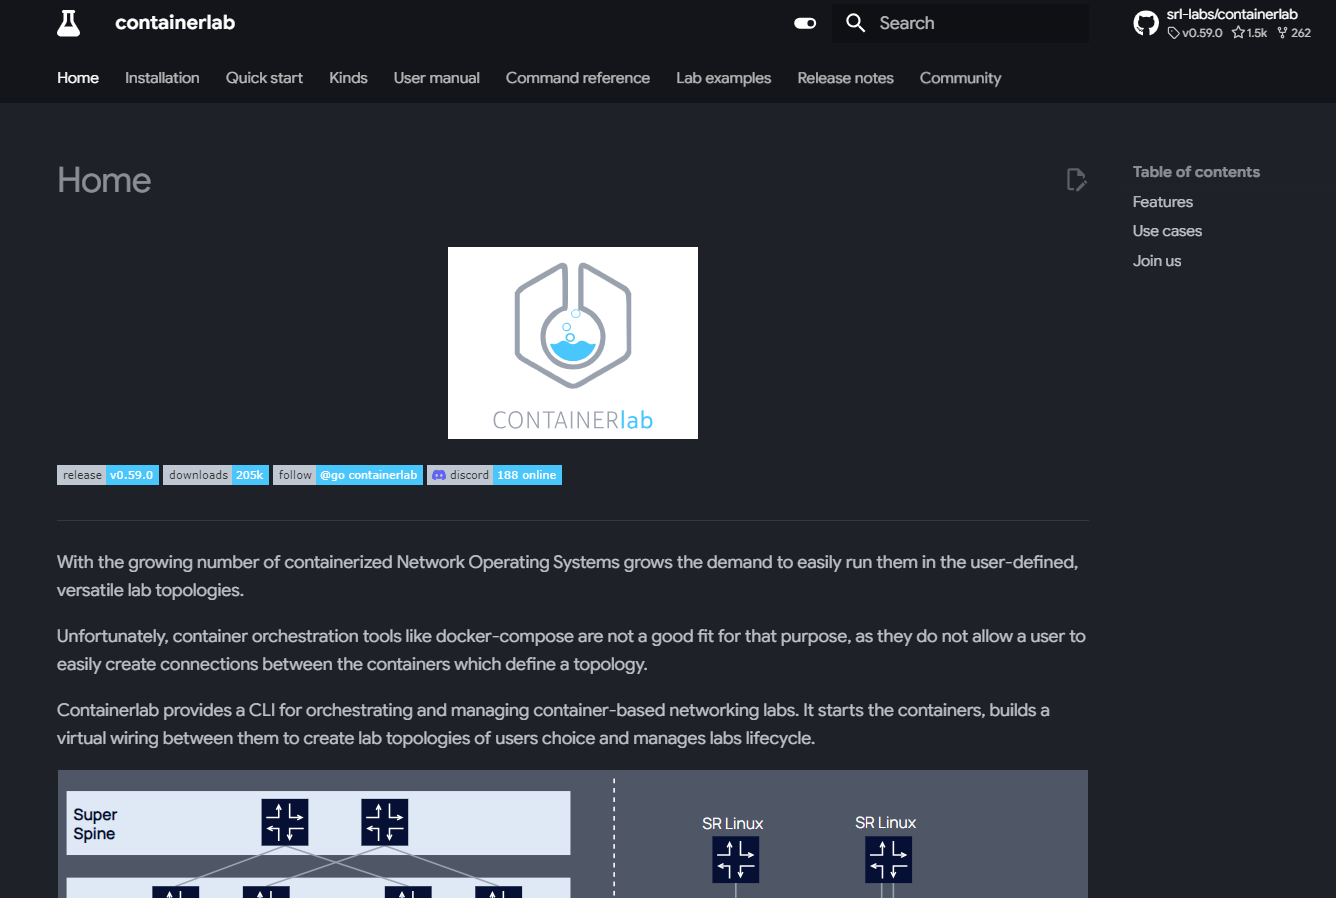 containerlab
Search
srl-labs/containerlab
v0.59.0 1.5k 262
Home Installation Quick start Kinds User manual Command reference Lab examples Release notes Community
Home
Table of contents
Features
Use cases
Join us
CONTAINERlab
release v0.59.0 downloads 205k follow @go containerlab discord 188 online
With the growing number of containerized Network Operating Systems grows the demand to easily run them in the user-defined,
versatile lab topologies.
Unfortunately, container orchestration tools like docker-compose are not a good fit for that purpose, as they do not allow a user to
easily create connections between the containers which define a topology.
Containerlab provides a CLI for orchestrating and managing container-based networking labs. It starts the containers, builds a
virtual wiring between them to create lab topologies of users choice and manages labs lifecycle.
Super
Spine
SR Linux
SR Linux